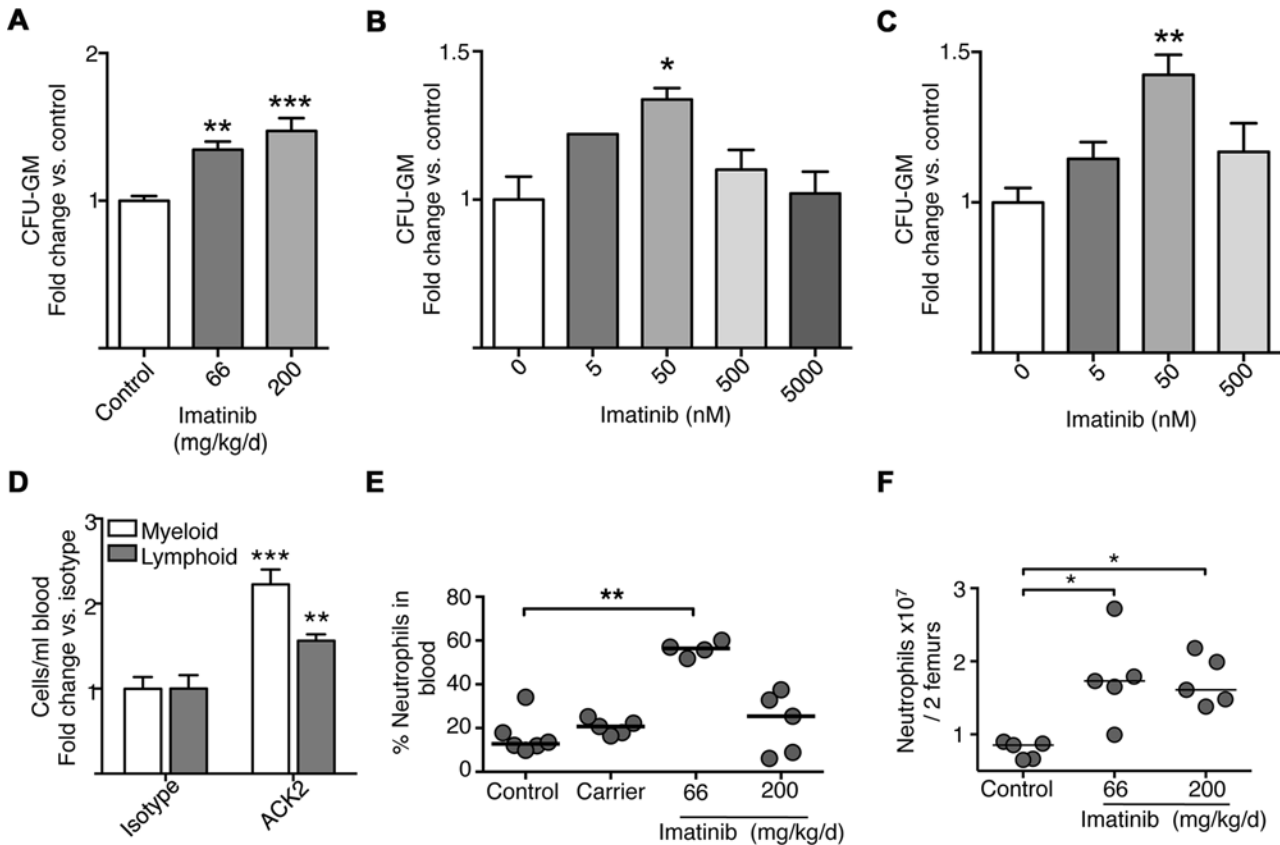 A
CFU-GM
Fold change vs. control
2
1
**
***
Control
66
200
Imatinib
(mg/kg/d)
B
CFU-GM
Fold change vs. control
1.5
1
*
0
5
50
500
5000
Imatinib (nM)
C
CFU-GM
Fold change vs. control
1.5
1
**
0
5
50
500
Imatinib (nM)
D
Cells/ml blood
Fold change vs. isotype
3
2
1
Myeloid
Lymphoid
***
**
Isotype
ACK2
E
% Neutrophils in
blood
80
60
40
20
0
**
Control
Carrier
66
200
Imatinib (mg/kg/d)
F
Neutrophils x10⁷
/ 2 femurs
3
2
1
*
*
Control
66
200
Imatinib (mg/kg/d)